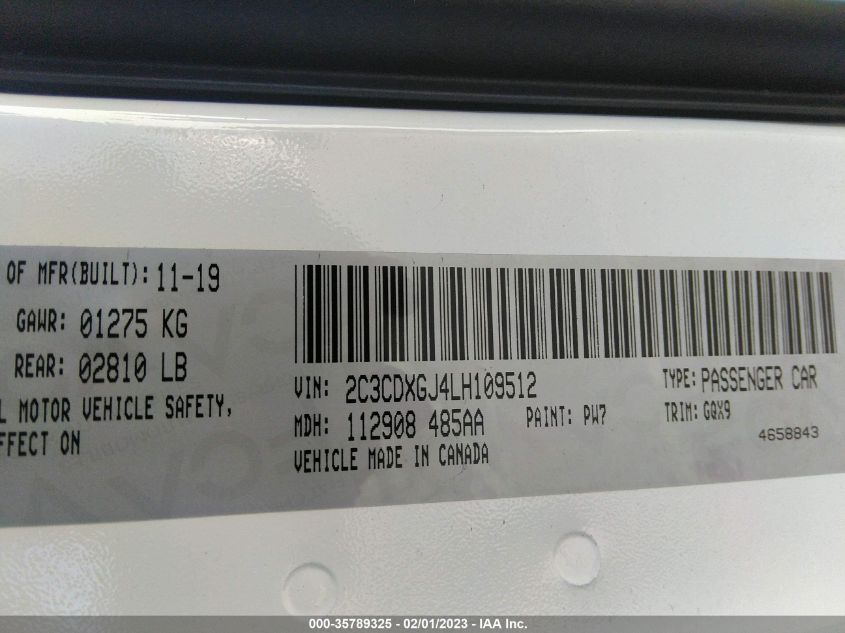 OF MFR(BUILT): 11-19
GAWR: 01275 KG
REAR: 02810 LB
MOTOR VEHICLE SAFETY,
ON
VIN: 2C3CDXGJ4LH109512
TYPE: PASSENGER CAR
MDH: 112908 485AA
PAINT: PW7
TRIM: GQX9
4658843
VEHICLE MADE IN CANADA
000-35789325 - 02/01/2023 - IAA Inc.